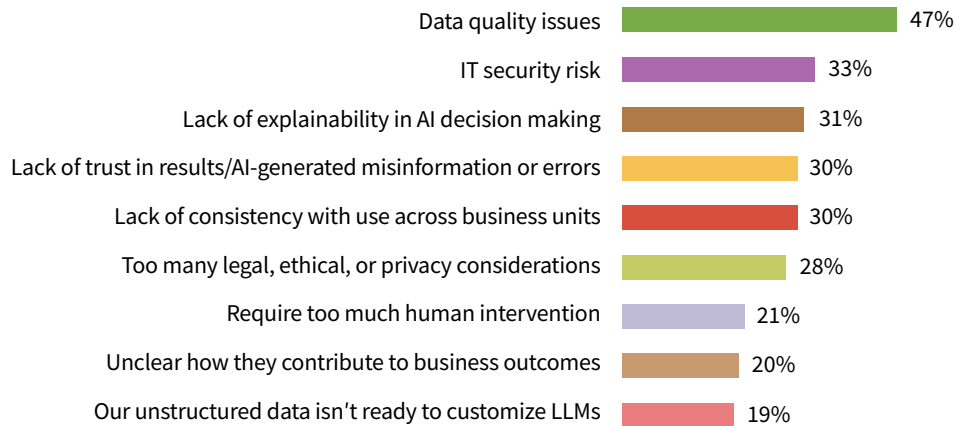 Data quality issues 47%
IT security risk 33%
Lack of explainability in AI decision making 31%
Lack of trust in results/AI-generated misinformation or errors 30%
Lack of consistency with use across business units 30%
Too many legal, ethical, or privacy considerations 28%
Require too much human intervention 21%
Unclear how they contribute to business outcomes 20%
Our unstructured data isn't ready to customize LLMs 19%